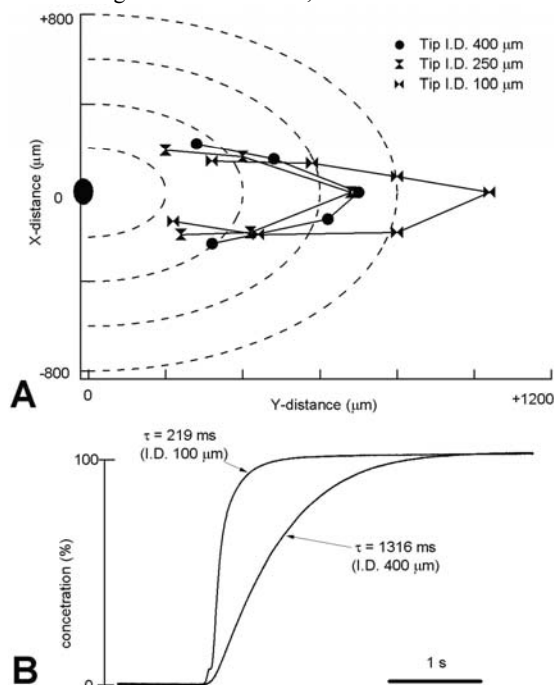 +800
Tip I.D. 400 μm
Tip I.D. 250 μm
Tip I.D. 100 μm
X-distance (μm)
0
-800
A
0
Y-distance (μm)
+1200
τ = 219 ms
(I.D. 100 μm)
100
concetration (%)
τ = 1316 ms
(I.D. 400 μm)
1 s
B
0